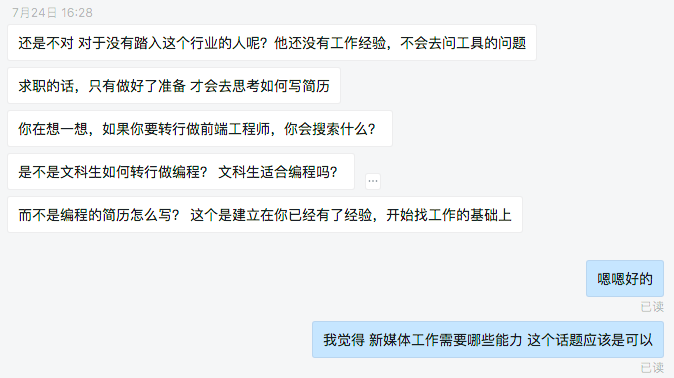 7月24日 16:28
还是不对 对于没有踏入这个行业的人呢？他还没有工作经验，不会去问工具的问题
求职的话，只有做好了准备 才会去思考如何写简历
你在想一想，如果你要转行做前端工程师，你会搜索什么？
是不是文科生如何转行做编程？ 文科生适合编程吗？
而不是编程的简历怎么写？ 这个是建立在你已经有了经验，开始找工作的基础上
嗯嗯好的
已读
我觉得 新媒体工作需要哪些能力 这个话题应该是可以
已读